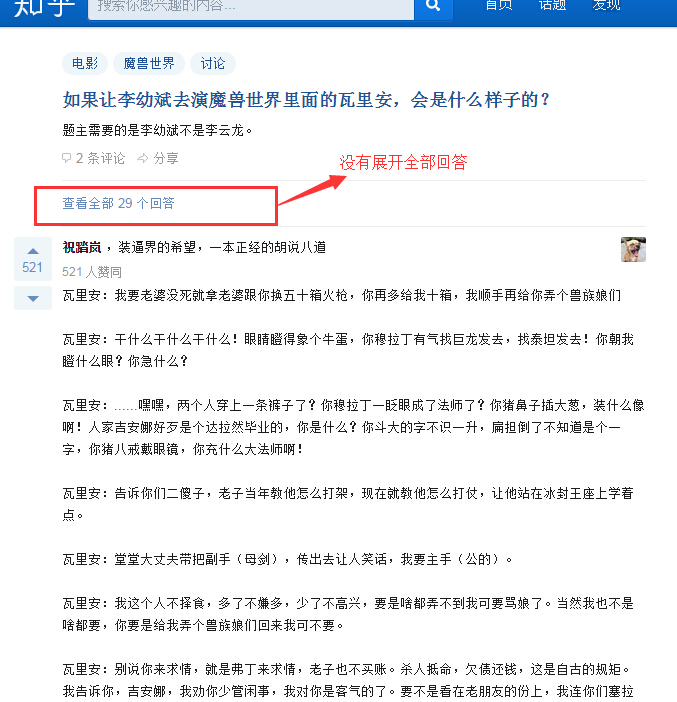 知乎
搜索你感兴趣的内容...
首页 话题 发现
电影 魔兽世界 讨论
如果让李幼斌去演魔兽世界里面的瓦里安，会是什么样子的？
题主需要的是李幼斌不是李云龙。
2 条评论 分享
没有展开全部回答
查看全部 29 个回答
祝踏岚，装逼界的希望，一本正经的胡说八道
521
521 人赞同
瓦里安：我要老婆没死就拿老婆跟你换五十箱火枪，你再多给我十箱，我顺手再给你弄个兽族娘们
瓦里安：干什么干什么干什么！眼睛瞪得象个牛蛋，你穆拉丁有气找巨龙发去，找泰坦发去！你朝我
瞪什么眼？你急什么？
瓦里安：......嘿嘿，两个人穿上一条裤子了？你穆拉丁一眨眼成了法师了？你猪鼻子插大葱，装什么像
啊！人家吉安娜好歹是个达拉然毕业的，你是什么？你斗大的字不识一升，扁担倒了不知道是个一
字，你猪八戒戴眼镜，你充什么大法师啊！
瓦里安：告诉你们二傻子，老子当年教他怎么打架，现在就教他怎么打仗，让他站在冰封王座上学着
点。
瓦里安：堂堂大丈夫带把副手（母剑），传出去让人笑话，我要主手（公的）。
瓦里安：我这个人不择食，多了不嫌多，少了不高兴，要是啥都弄不到我可要骂娘了。当然我也不是
啥都要，你要是给我弄个兽族娘们回来我可不要。
瓦里安：别说你来求情，就是弗丁来求情，老子也不买账。杀人抵命，欠债还钱，这是自古的规矩。
我告诉你，吉安娜，我劝你少管闲事，我对你是客气的了。要不是看在老朋友的份上，我连你们塞拉